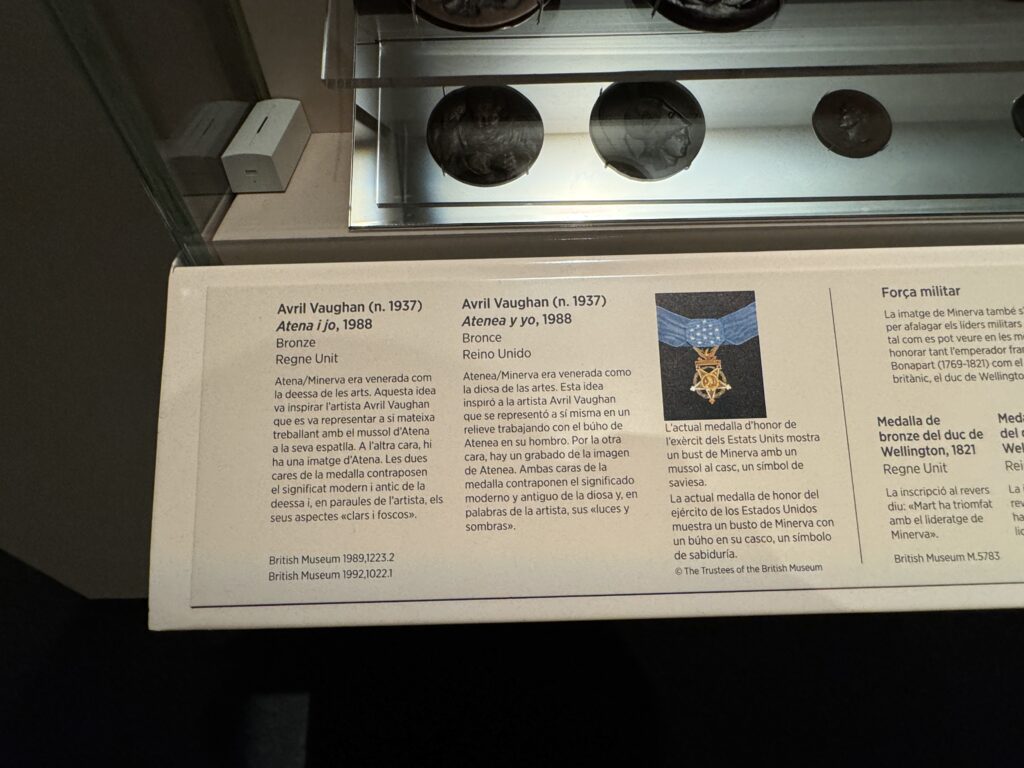 Avril Vaughan (n. 1937)
Atena i jo, 1988
Bronze
Regne Unit
Atena/Minerva era venerada com
la deessa de les arts. Aquesta idea
va inspirar l'artista Avril Vaughan
que es va representar a si mateixa
treballant amb el mussol d'Atena
a la seva espatlla. A l'altra cara, hi
ha una imatge d'Atena. Les dues
cares de la medalla contraposen
el significat modern i antic de la
deessa i, en paraules de l'artista, els
seus aspectes «clars i foscos».
British Museum 1989,1223.2
British Museum 1992,1022.1
Avril Vaughan (n. 1937)
Atenea y yo, 1988
Bronce
Reino Unido
Atenea/Minerva era venerada como
la diosa de las artes. Esta idea
inspiró a la artista Avril Vaughan
que se representó a sí misma en un
relieve trabajando con el búho de
Atenea en su hombro. Por la otra
cara, hay un grabado de la imagen
de Atenea. Ambas caras de la
medalla contraponen el significado
moderno y antiguo de la diosa y, en
palabras de la artista, sus «luces y
sombras».
L'actual medalla d'honor de
l'exèrcit dels Estats Units mostra
un bust de Minerva amb un
mussol al casc, un símbol de
saviesa.
La actual medalla de honor del
ejército de los Estados Unidos
muestra un busto de Minerva con
un búho en su casco, un símbolo
de sabiduría.
© The Trustees of the British Museum
Força militar
La imatge de Minerva també
per afalagar els líders militars
tal com es pot veure en les
honorar tant l'emperador
Bonapart (1769-1821) com el
britànic, el duc de
Medalla de
bronze del duc de
Wellington, 1821
Regne Unit
La inscripció al revers
diu: «Mart ha triomfat
amb el lideratge de
Minerva».
British Museum M.5783